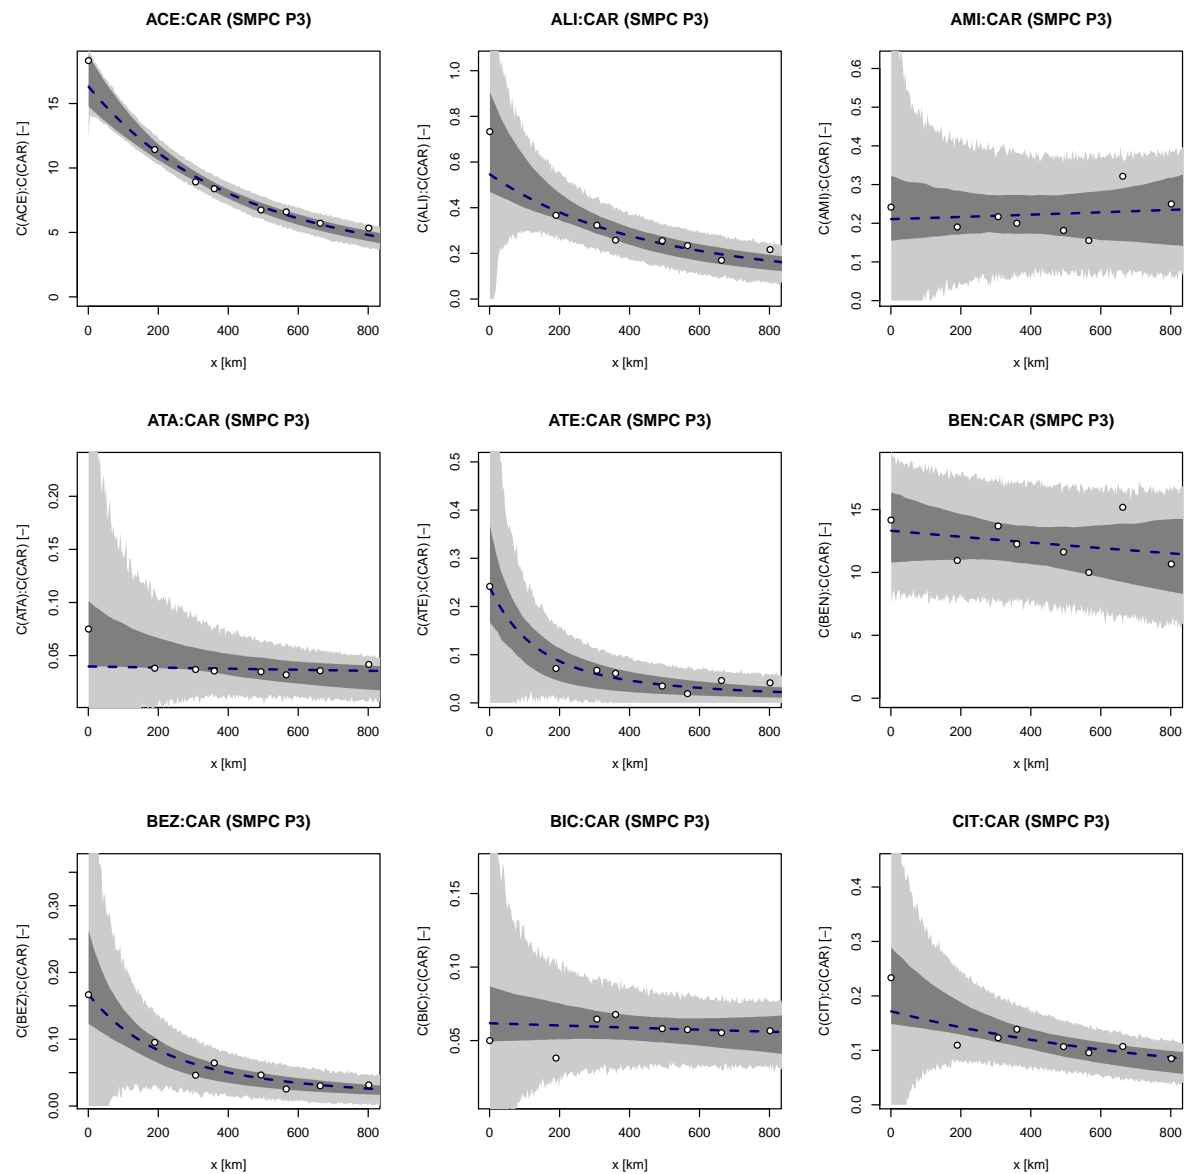 ACE:CAR (SMPC P3)
C(ACE):C(CAR) [−]
15
10
5
0
0 200 400 600 800
x [km]
ALI:CAR (SMPC P3)
C(ALI):C(CAR) [−]
1.0
0.8
0.6
0.4
0.2
0.0
0 200 400 600 800
x [km]
AMI:CAR (SMPC P3)
C(AMI):C(CAR) [−]
0.6
0.5
0.4
0.3
0.2
0.1
0.0
0 200 400 600 800
x [km]
ATA:CAR (SMPC P3)
C(ATA):C(CAR) [−]
0.20
0.15
0.10
0.05
0 200 400 600 800
x [km]
ATE:CAR (SMPC P3)
C(ATE):C(CAR) [−]
0.5
0.4
0.3
0.2
0.1
0.0
0 200 400 600 800
x [km]
BEN:CAR (SMPC P3)
C(BEN):C(CAR) [−]
15
10
5
0
0 200 400 600 800
x [km]
BEZ:CAR (SMPC P3)
C(BEZ):C(CAR) [−]
0.30
0.20
0.10
0.00
0 200 400 600 800
x [km]
BIC:CAR (SMPC P3)
C(BIC):C(CAR) [−]
0.15
0.10
0.05
0 200 400 600 800
x [km]
CIT:CAR (SMPC P3)
C(CIT):C(CAR) [−]
0.4
0.3
0.2
0.1
0.0
0 200 400 600 800
x [km]